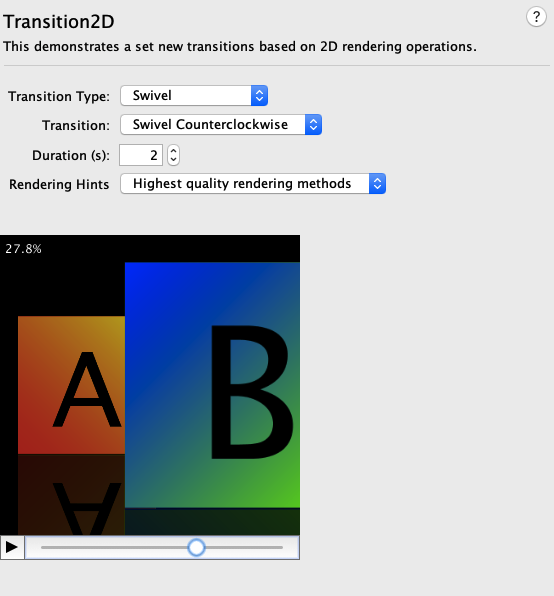 Transition2D
?
This demonstrates a set new transitions based on 2D rendering operations.
Transition Type: Swivel
Transition: Swivel Counterclockwise
Duration (s): 2
Rendering Hints Highest quality rendering methods
27.8%
A B
A